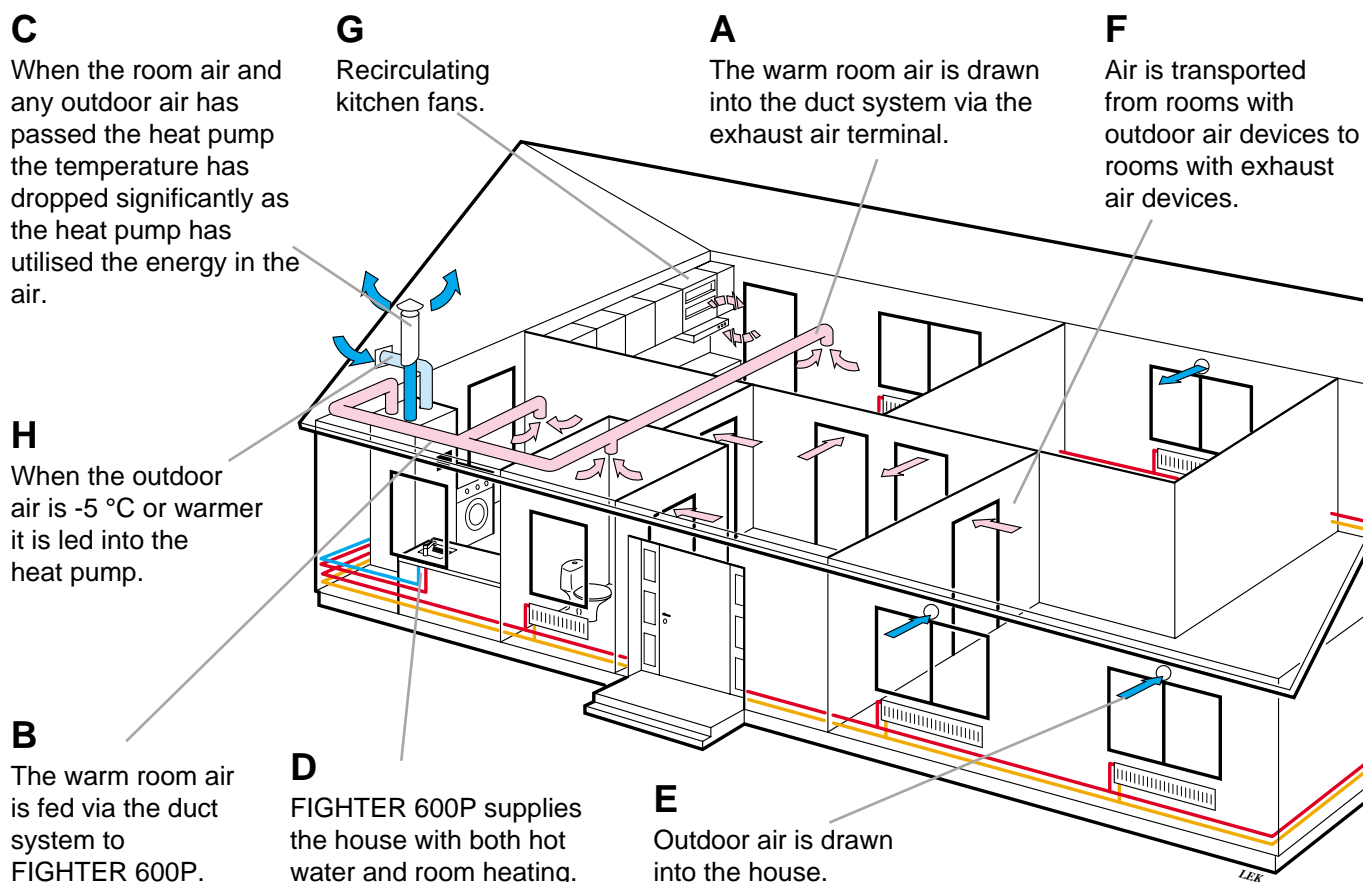 C
When the room air and
any outdoor air has
passed the heat pump
the temperature has
dropped significantly as
the heat pump has
utilised the energy in the
air.
G
Recirculating
kitchen fans.
A
The warm room air is drawn
into the duct system via the
exhaust air terminal.
F
Air is transported
from rooms with
outdoor air devices to
rooms with exhaust
air devices.
H
When the outdoor
air is -5 °C or warmer
it is led into the
heat pump.
B
The warm room air
is fed via the duct
system to
FIGHTER 600P.
D
FIGHTER 600P supplies
the house with both hot
water and room heating.
E
Outdoor air is drawn
into the house.
LEK